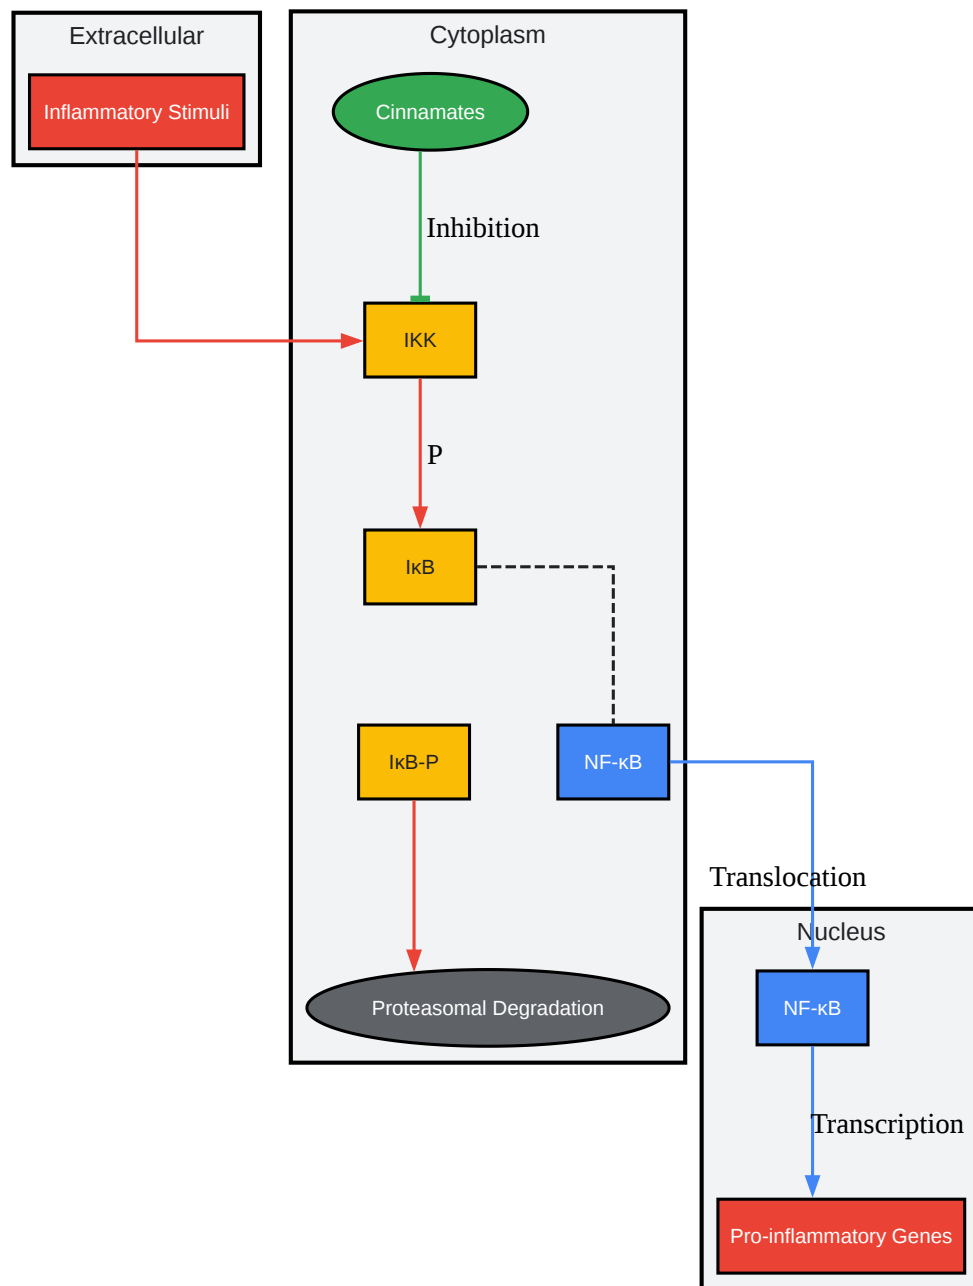 Extracellular
Inflammatory Stimuli
Cytoplasm
Cinnamates
Inhibition
IKK
P
IκB
IκB-P
NF-κB
Proteasomal Degradation
Translocation
Nucleus
NF-κB
Transcription
Pro-inflammatory Genes